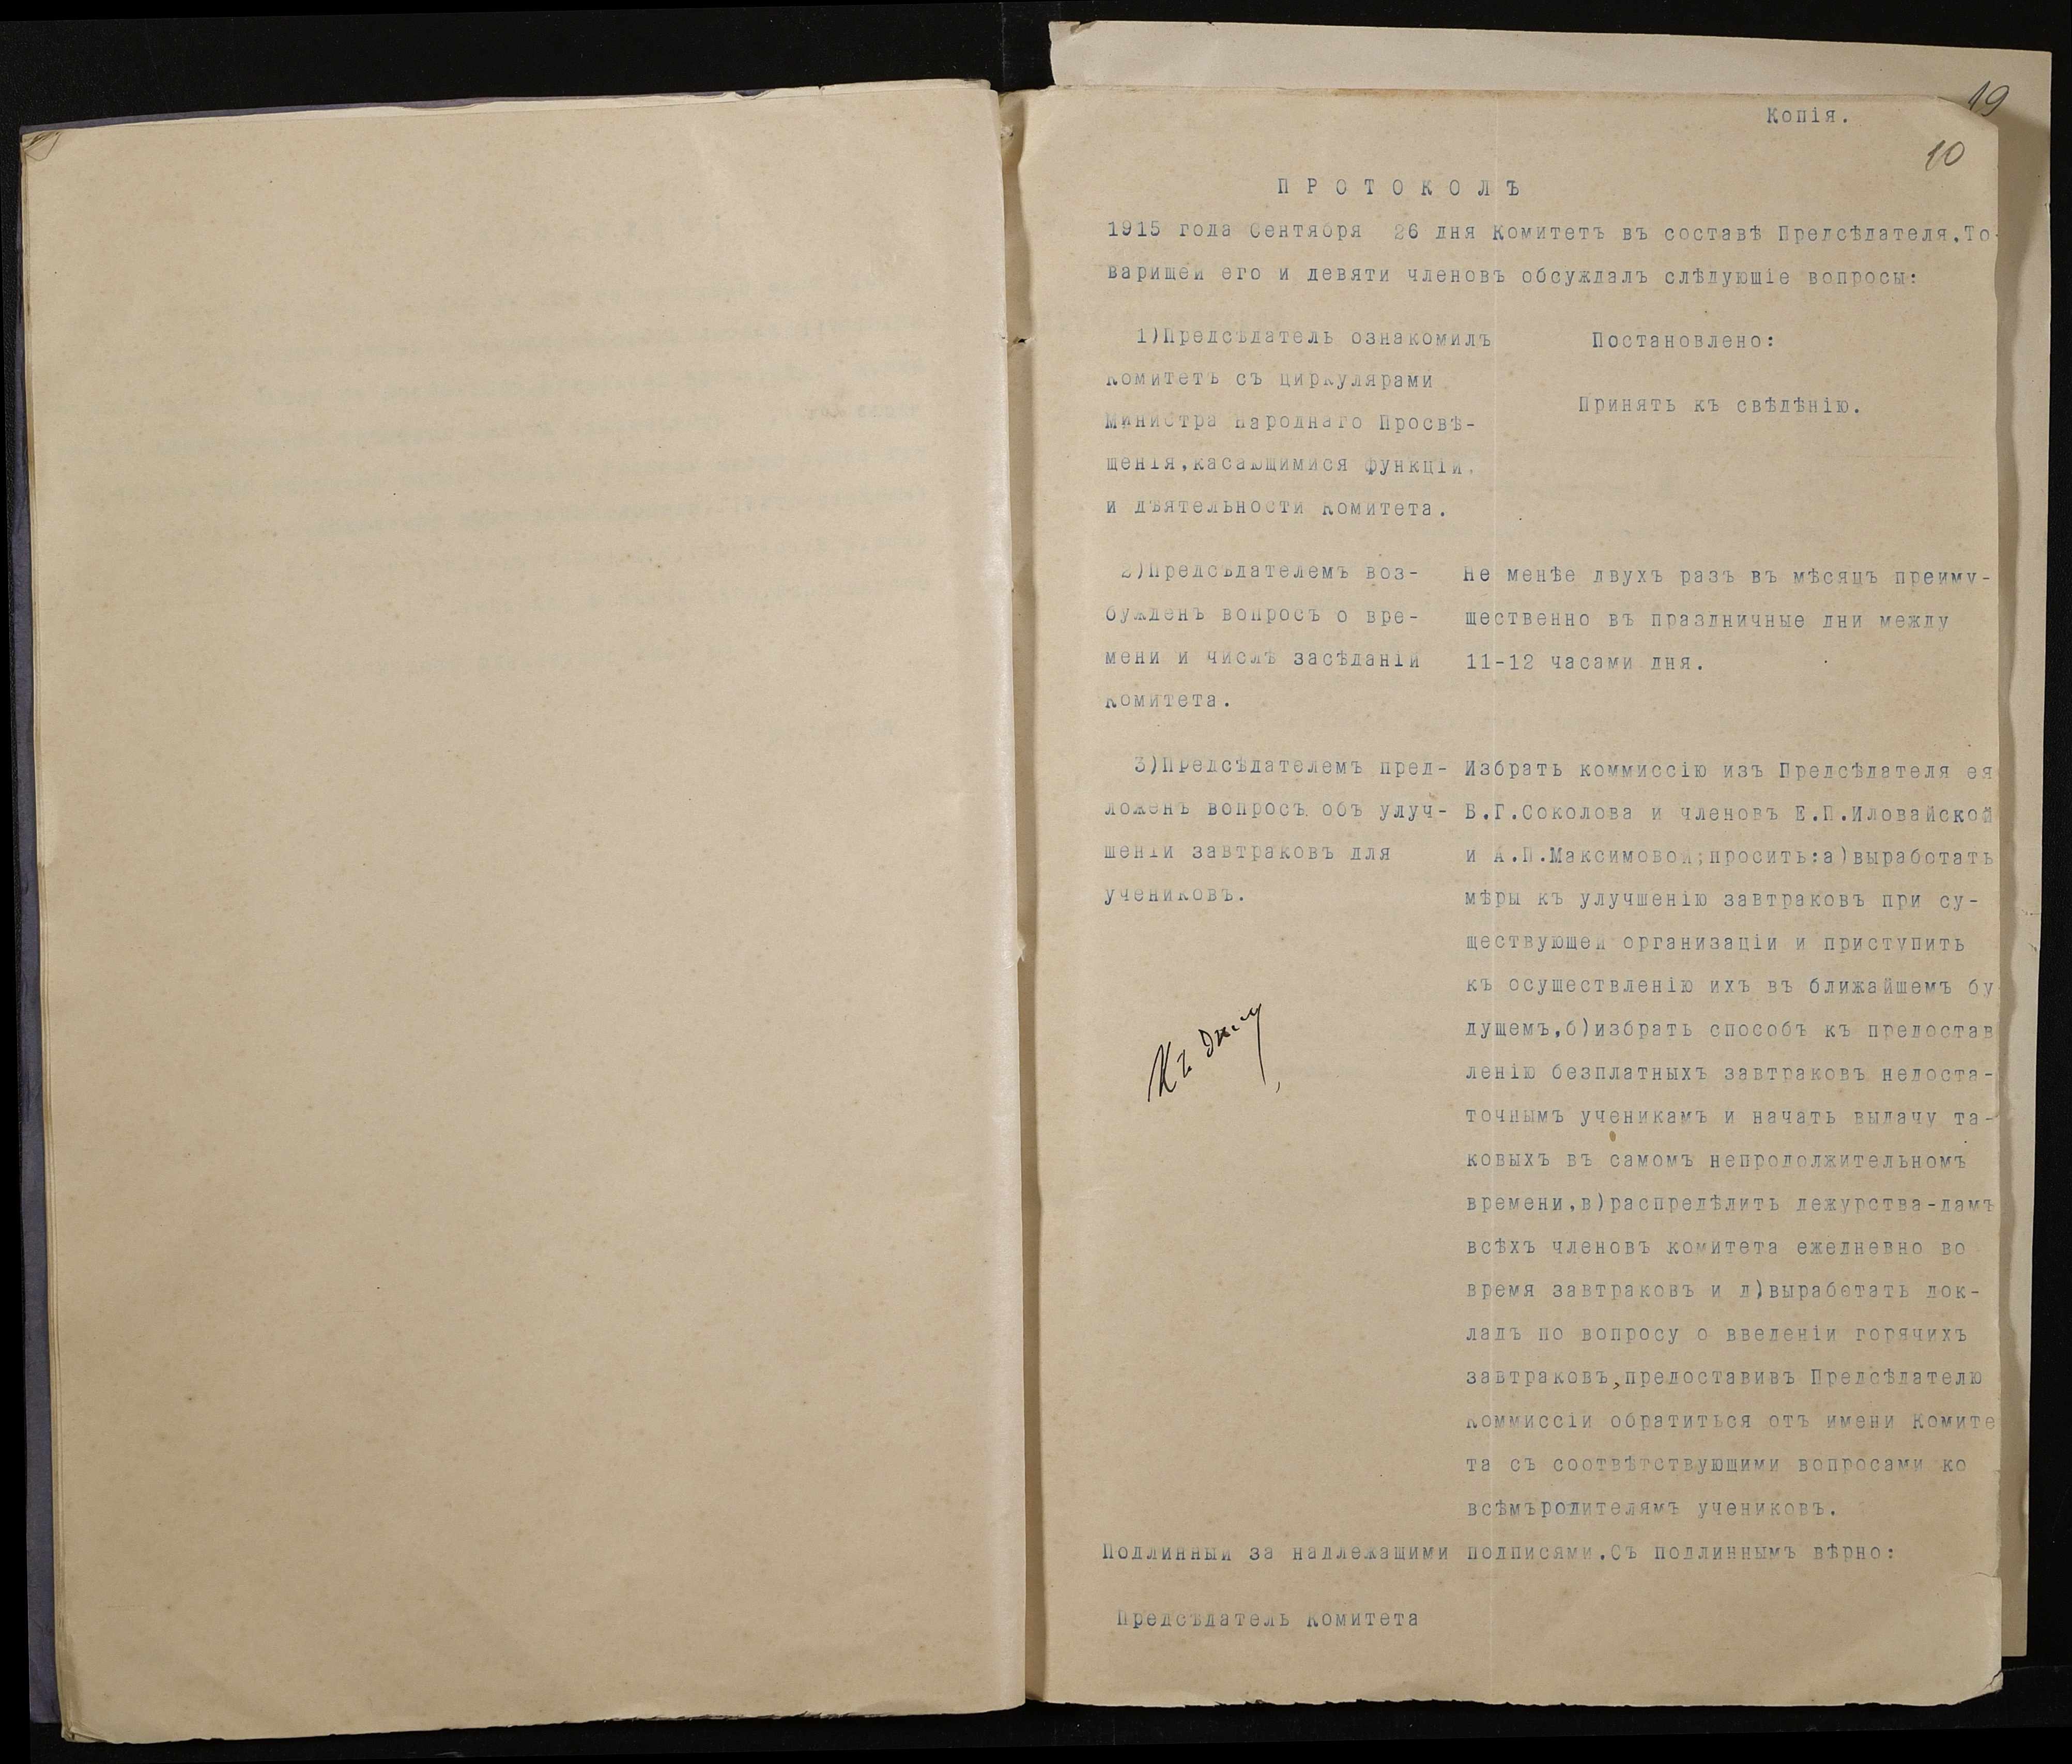 19
Копія.
10
ПРОТОКОЛЪ
1915 года Сентября 26 дня Комитетъ въ составѣ Предсѣдателя,То-
варищей его и девяти членовъ обсуждалъ слѣдующіе вопросы:
1)Предсѣдатель ознакомилъ
Комитетъ съ циркулярами
Министра Народнаго Просвѣ-
щенія,касающимися функцій
и дѣятельности Комитета.
Постановлено:
Принять къ свѣдѣнію.
2)Предсѣдателемъ воз-
бужденъ вопросъ о вре-
мени и числѣ засѣданій
Комитета.
Не менѣе двухъ разъ въ мѣсяцъ преиму-
щественно въ праздничные дни между
11-12 часами дня.
3)Предсѣдателемъ пред-
ложенъ вопросъ объ улуч-
шеніи завтраковъ для
учениковъ.
Избрать коммиссію изъ Предсѣдателя ея
В.Г.Соколова и членовъ Е.П.Иловайской
и А.П.Максимовой;просить:а)выработать
мѣры къ улучшенію завтраковъ при су-
ществующей организаціи и приступить
къ осуществленію ихъ въ ближайшемъ бу
дущемъ,б)избрать способъ къ предостав
ленію безплатныхъ завтраковъ недоста-
точнымъ ученикамъ и начать выдачу та-
ковыхъ въ самомъ непродолжительномъ
времени,в)распредѣлить дежурства-дамъ
всѣхъ членовъ комитета ежедневно во
время завтраковъ и д)выработать док-
ладъ по вопросу о введеніи горячихъ
завтраковъ,предоставивъ Предсѣдателю
Коммиссіи обратиться отъ имени Комите
та съ соотвѣтствующими вопросами ко
всѣмъродителямъ учениковъ.
Къ дѣлу
Подлинный за надлежащими подписями.Съ подлиннымъ вѣрно:
Предсѣдатель Комитета